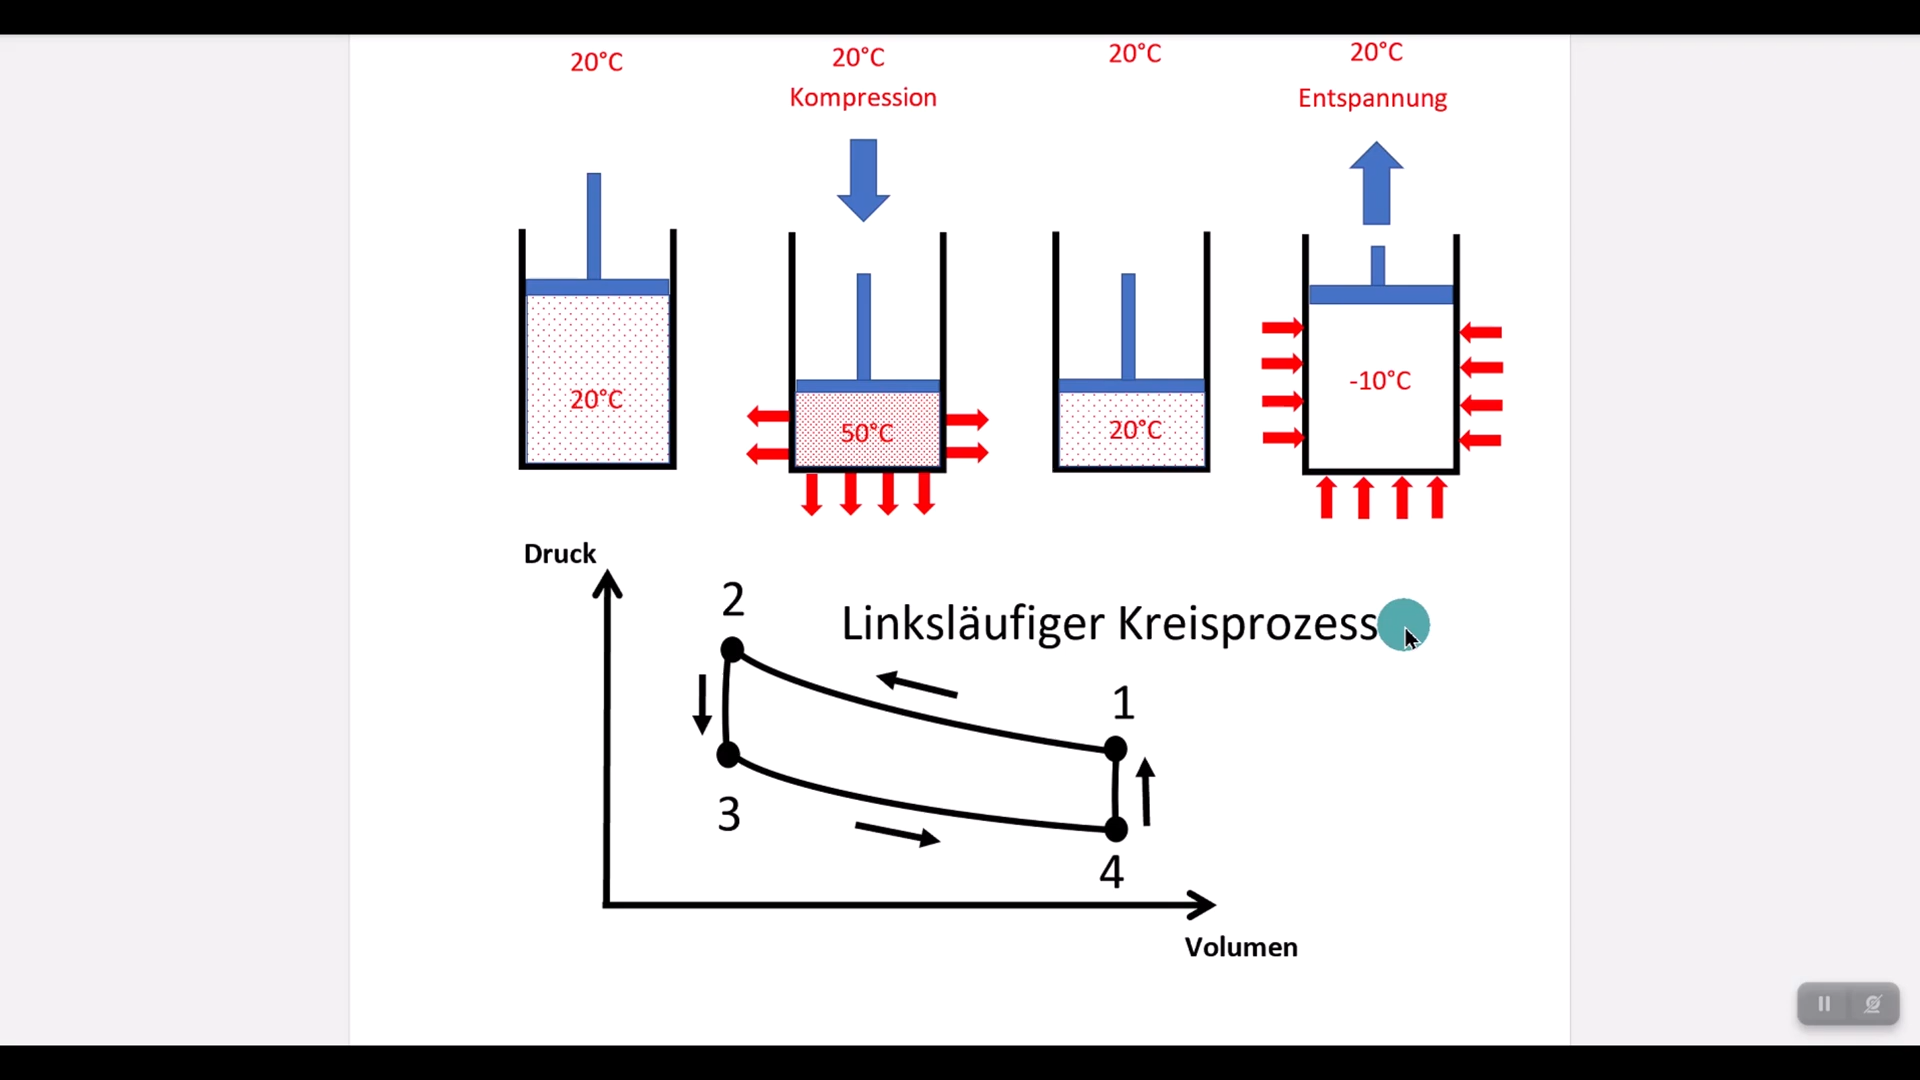 20°C 20°C 20°C 20°C
Kompression Entspannung
20°C 50°C 20°C -10°C
Druck
2
Linksläufiger Kreisprozess
1
3
4
Volumen